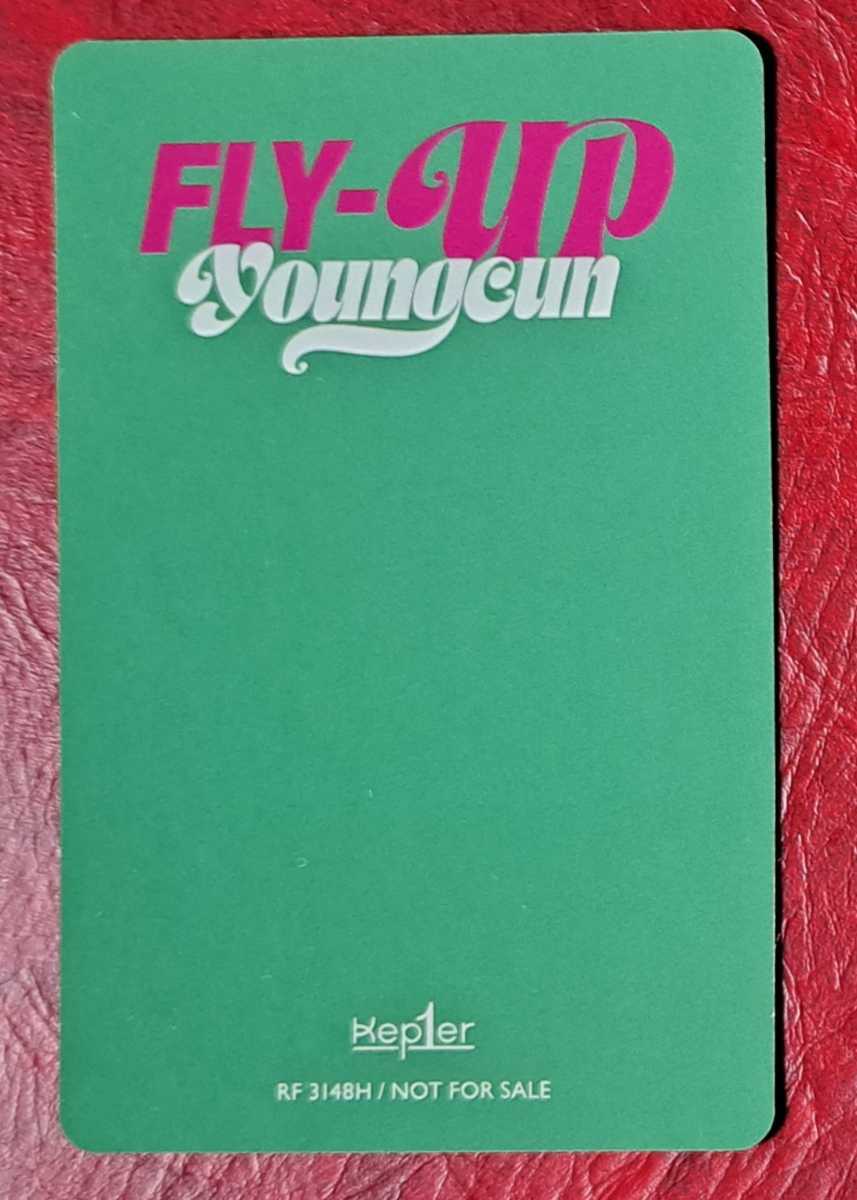 FLY-UP
Youngeun
Kep1er
RF 3148H / NOT FOR SALE